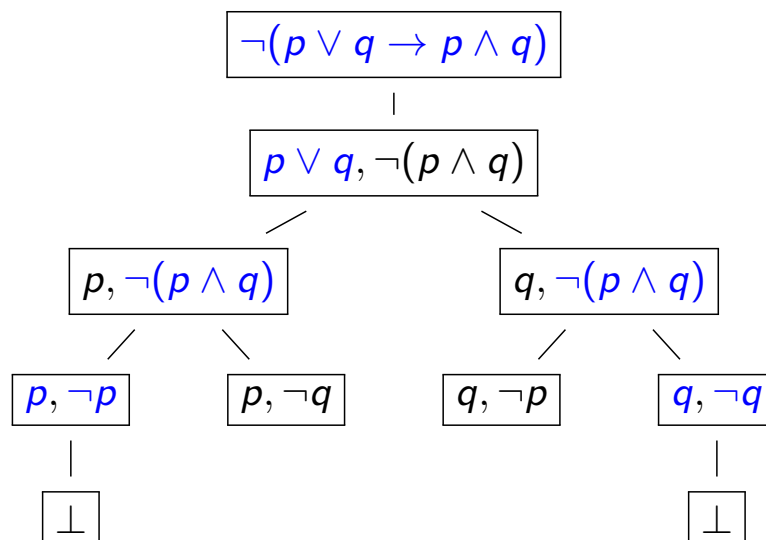 ¬(p ∨ q → p ∧ q)
p ∨ q, ¬(p ∧ q)
p, ¬(p ∧ q) q, ¬(p ∧ q)
p, ¬p p, ¬q q, ¬p q, ¬q
⊥ ⊥